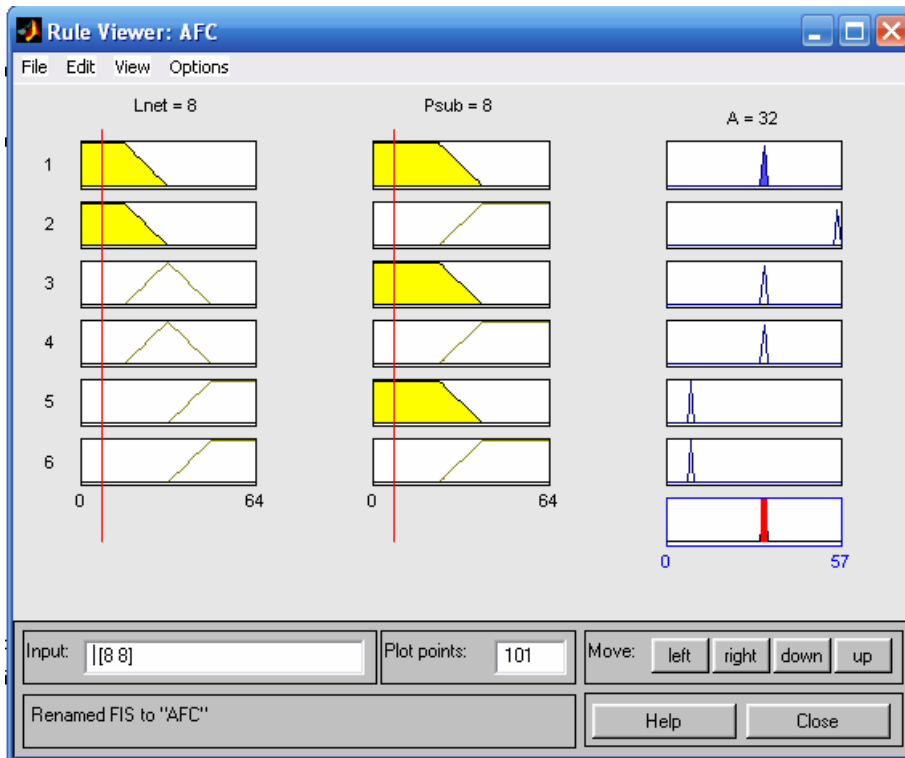 Rule Viewer: AFC
File Edit View Options
Lnet = 8
Psub = 8
A = 32
1
2
3
4
5
6
0 64
0 64
0 57
Input: [8 8]
Plot points: 101
Move: left right down up
Renamed FIS to "AFC"
Help Close